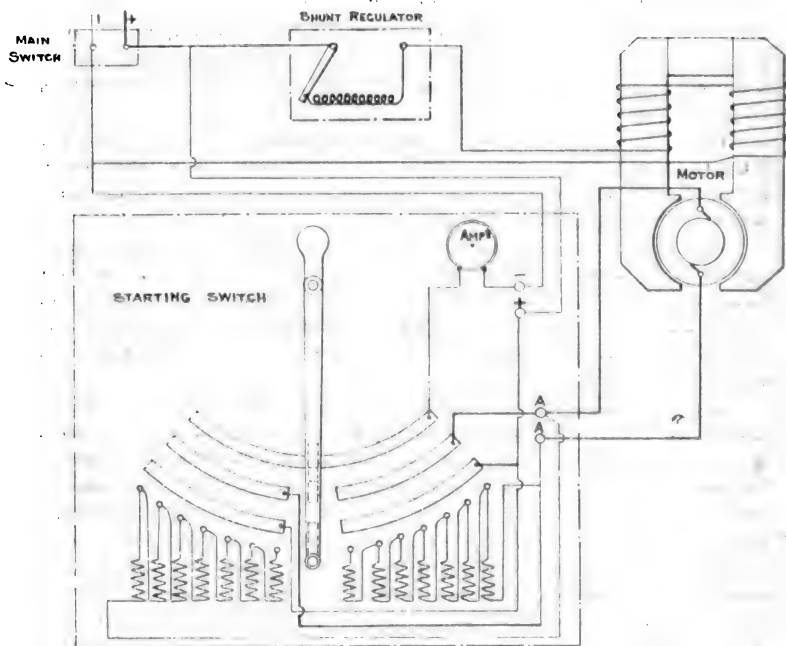 SHUNT REGULATOR
- +
MAIN
SWITCH
MOTOR
AMPS
STARTING SWITCH
-
+
A
A